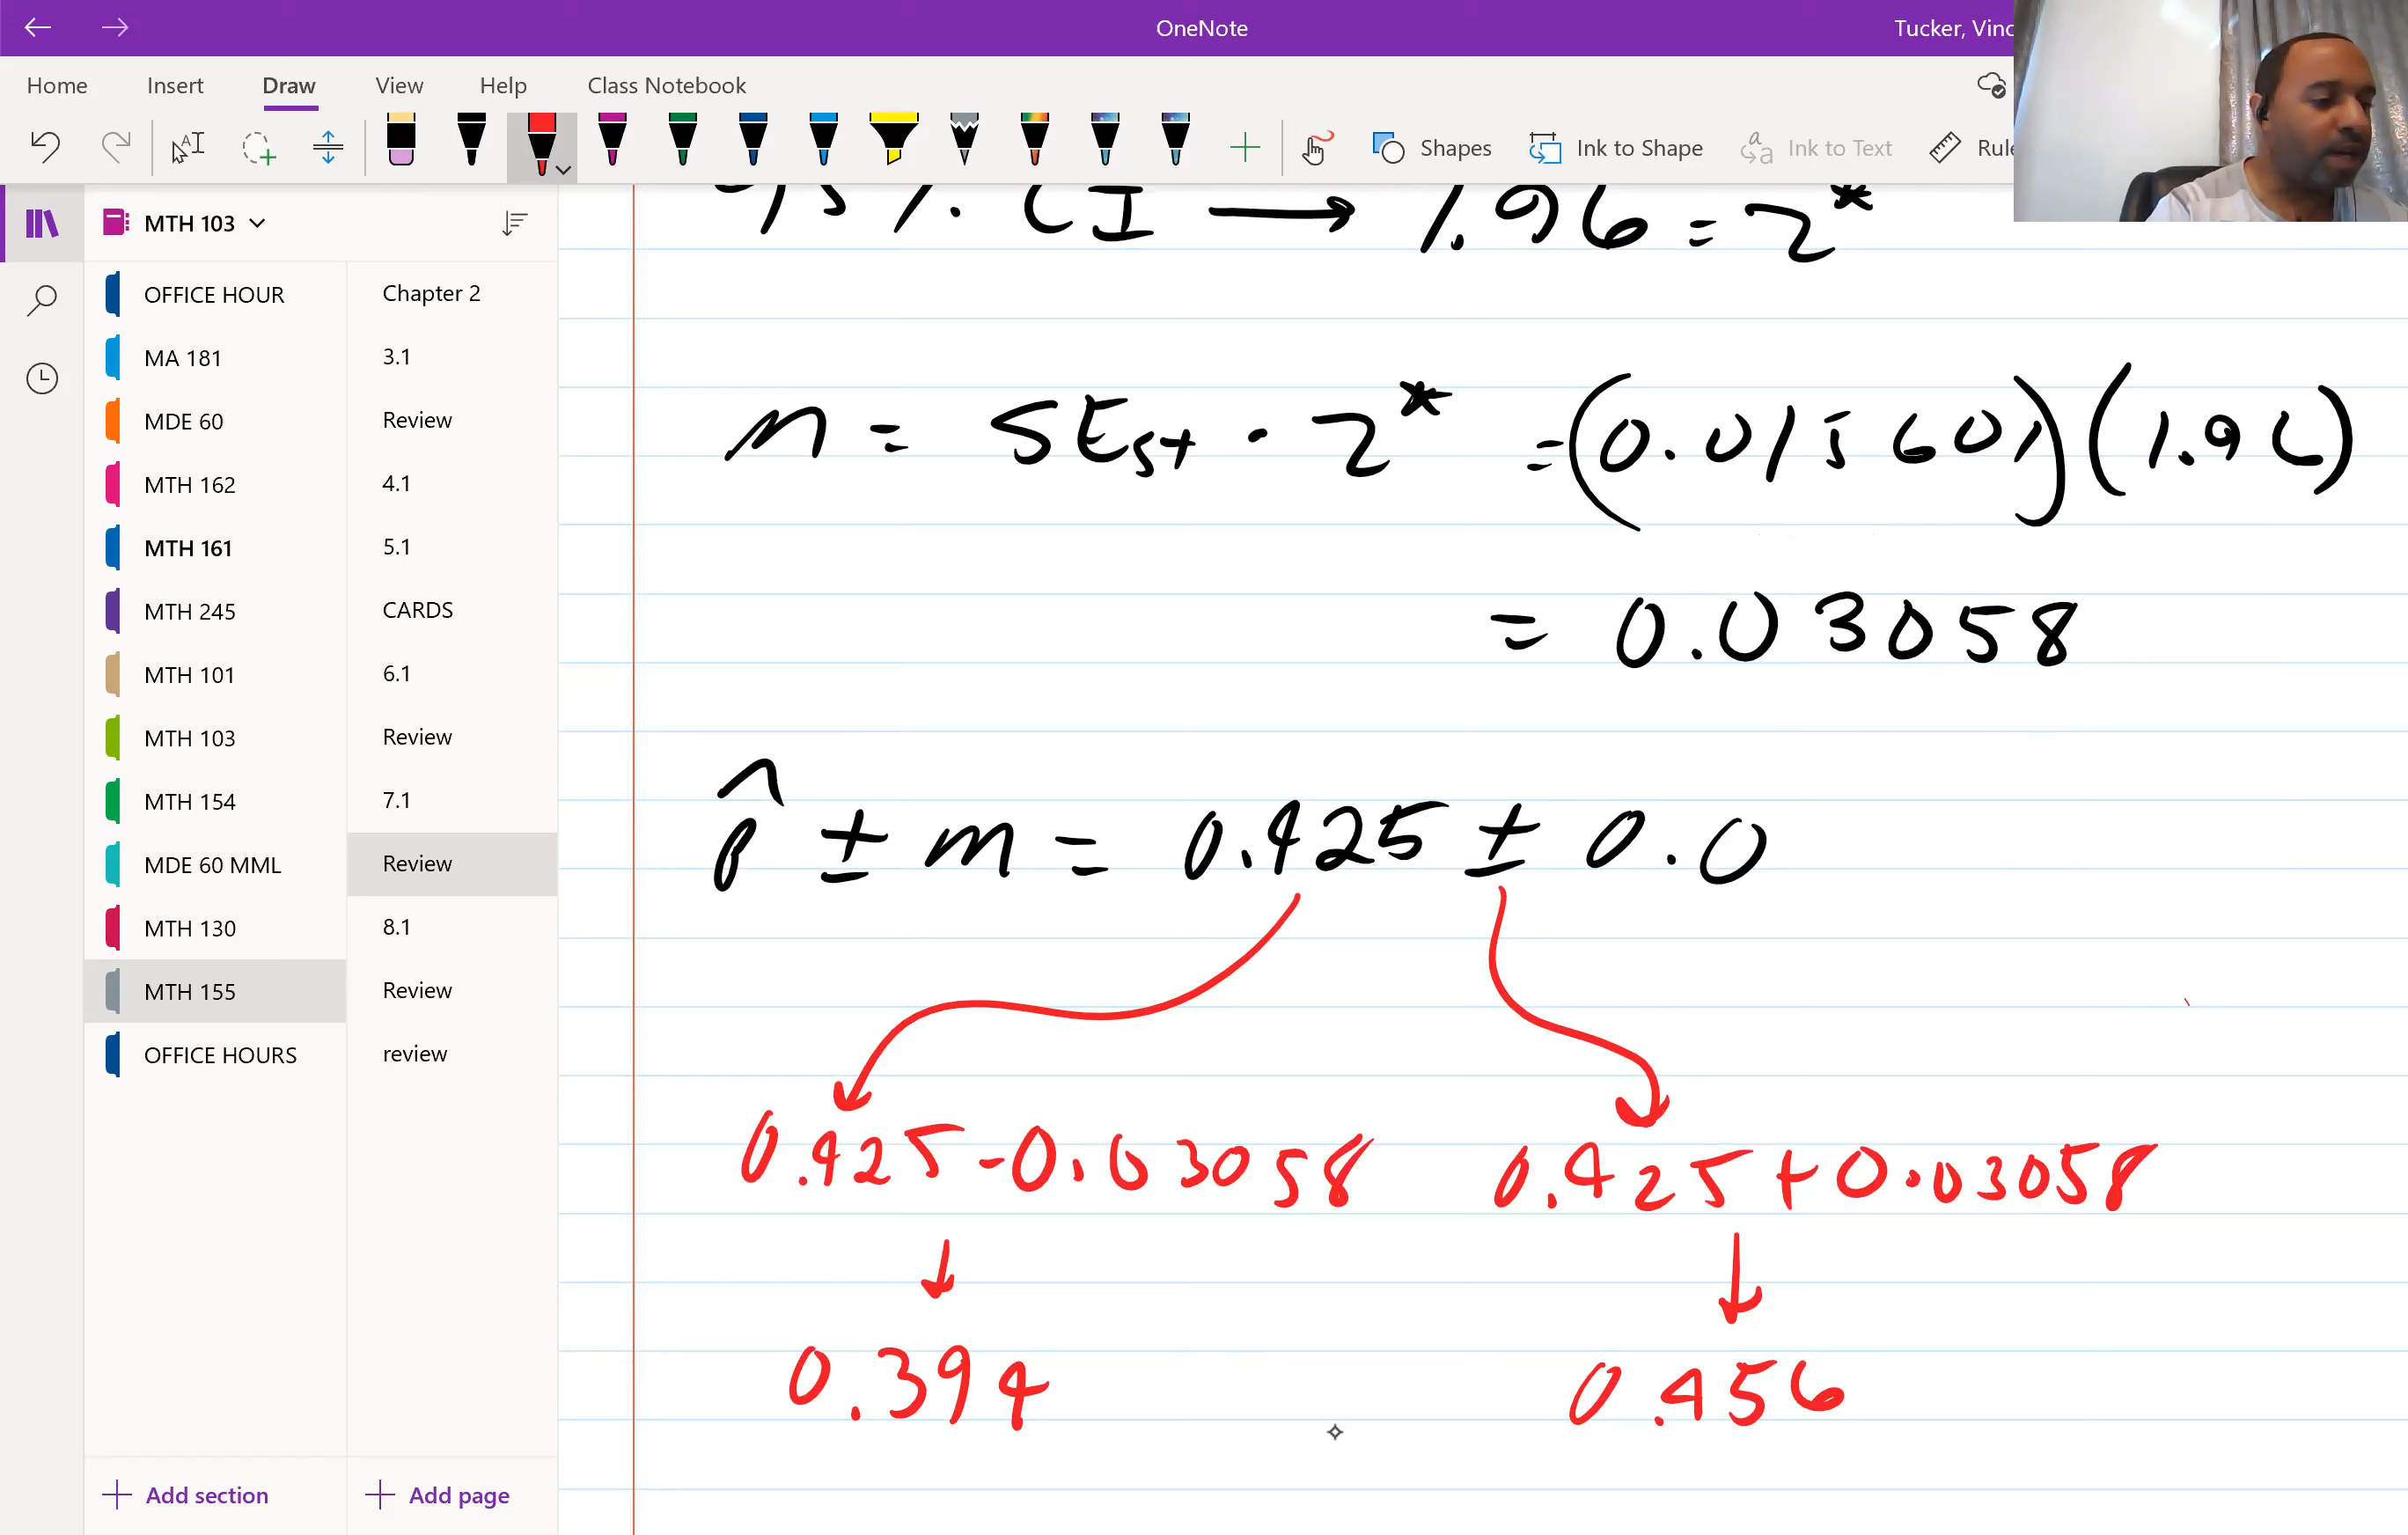 OneNote
Tucker, Vinc
Home Insert Draw View Help Class Notebook
Shapes Ink to Shape Ink to Text Rule
MTH 103
OFFICE HOUR
MA 181
MDE 60
MTH 162
MTH 161
MTH 245
MTH 101
MTH 103
MTH 154
MDE 60 MML
MTH 130
MTH 155
OFFICE HOURS
Add section
Chapter 2
3.1
Review
4.1
5.1
CARDS
6.1
Review
7.1
Review
8.1
Review
review
Add page
95%. CI → 1.96 = z*
m = SEst · z* = (0.015601)(1.96)
= 0.03058
p̂ ± m = 0.425 ± 0.0
0.425 - 0.03058 0.425 + 0.03058
↓ ↓
0.394 0.456